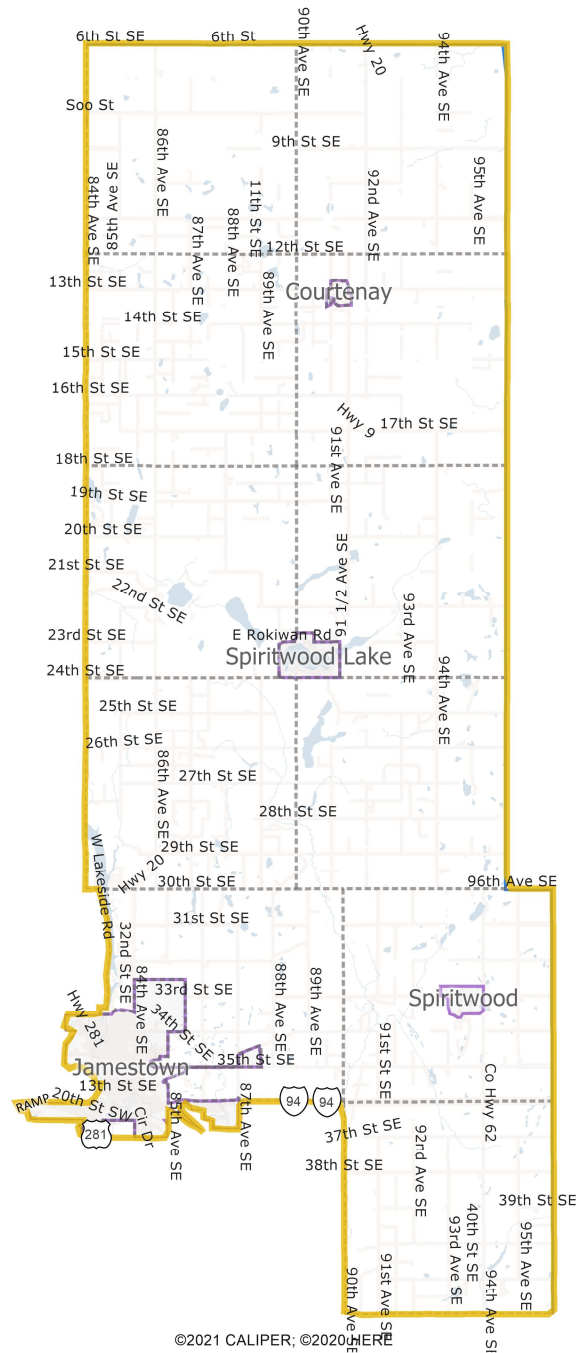 6th St SE
6th St
90th Ave SE
Hwy 20
94th Ave SE
Soo St
9th St SE
86th Ave SE
85th Ave SE
84th Ave SE
11th St SE
88th Ave SE
87th Ave SE
92nd Ave SE
95th Ave SE
12th St SE
13th St SE
89th Ave SE
Courtenay
14th St SE
15th St SE
16th St SE
Hwy 9
17th St SE
91st Ave SE
18th St SE
19th St SE
20th St SE
21st St SE
22nd St SE
91 1/2 Ave SE
93rd Ave SE
23rd St SE
E Rokiwan Rd
Spiritwood Lake
24th St SE
94th Ave SE
25th St SE
26th St SE
86th Ave SE
27th St SE
28th St SE
29th St SE
W Lakeside Rd
Hwy 20
30th St SE
96th Ave SE
31st St SE
32nd St SE
84th Ave SE
33rd St SE
88th Ave SE
89th Ave SE
Spiritwood
Hwy 281
34th St SE
35th St SE
91st St SE
Jamestown
13th St SE
Co Hwy 62
RAMP
20th St SW
Cir Dr
85th Ave SE
87th Ave SE
94
94
281
37th St SE
38th St SE
92nd Ave SE
39th St SE
40th St SE
93rd Ave SE
95th Ave SE
90th Ave SE
91st Ave SE
94th Ave SE
©2021 CALIPER; ©2020 HERE